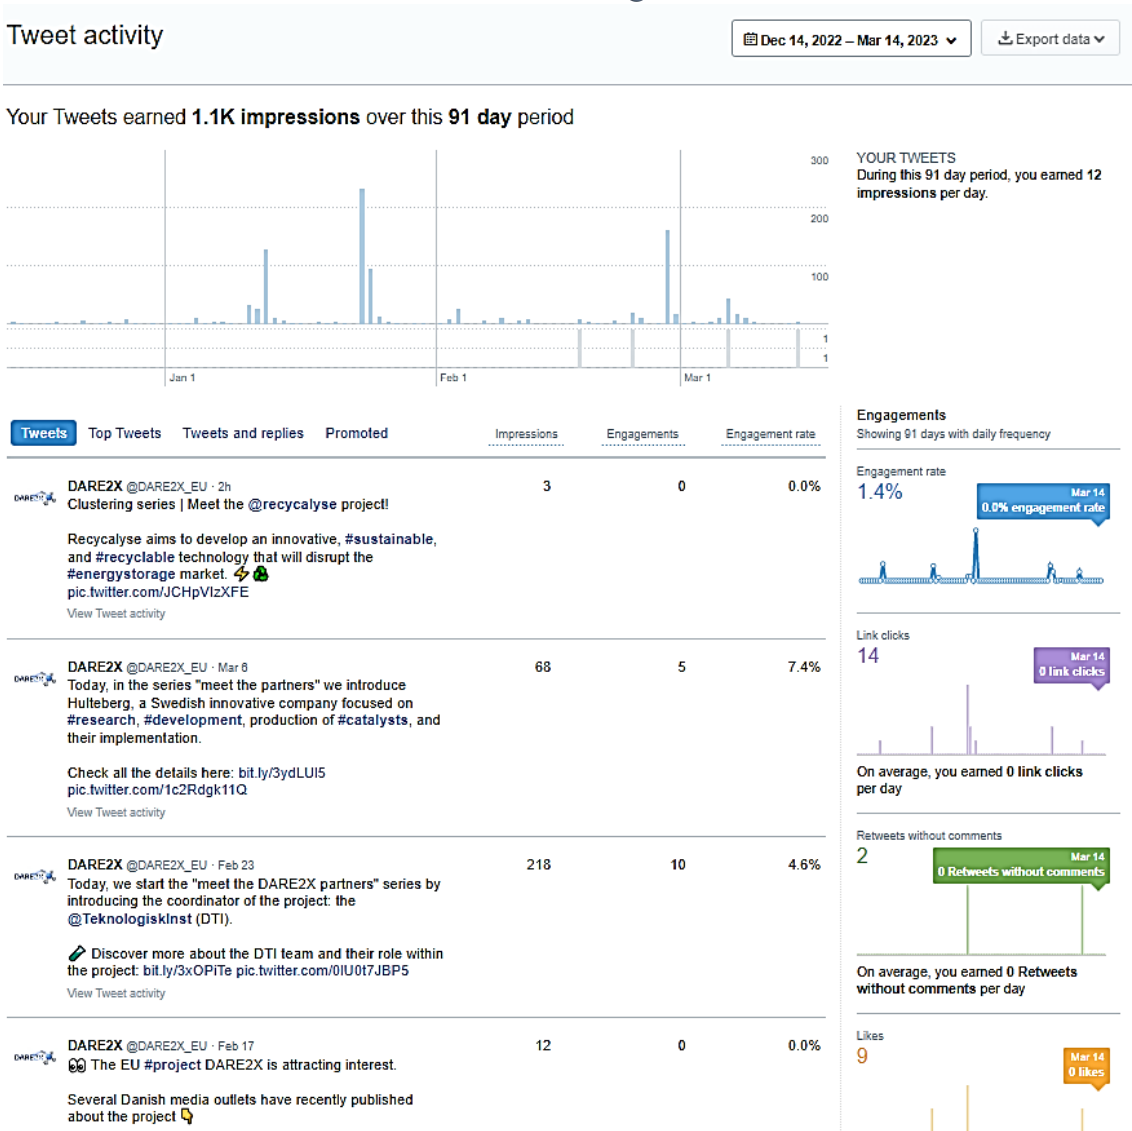 Tweet activity
Dec 14, 2022 – Mar 14, 2023
Export data
Your Tweets earned 1.1K impressions over this 91 day period
300
200
100
1
1
Jan 1
Feb 1
Mar 1
YOUR TWEETS
During this 91 day period, you earned 12
impressions per day.
Tweets Top Tweets Tweets and replies Promoted Impressions Engagements Engagement rate
DARE2X @DARE2X_EU · 2h 3 0 0.0%
Clustering series | Meet the @recycalyse project!
Recycalyse aims to develop an innovative, #sustainable,
and #recyclable technology that will disrupt the
#energystorage market. ⚡♻
pic.twitter.com/JCHpVIzXFE
View Tweet activity
DARE2X @DARE2X_EU · Mar 6 68 5 7.4%
Today, in the series "meet the partners" we introduce
Hulteberg, a Swedish innovative company focused on
#research, #development, production of #catalysts, and
their implementation.
Check all the details here: bit.ly/3ydLUI5
pic.twitter.com/1c2Rdgk11Q
View Tweet activity
DARE2X @DARE2X_EU · Feb 23 218 10 4.6%
Today, we start the "meet the DARE2X partners" series by
introducing the coordinator of the project: the
@TeknologiskInst (DTI).
🧪 Discover more about the DTI team and their role within
the project: bit.ly/3xOPiTe pic.twitter.com/0IU0t7JBP5
View Tweet activity
DARE2X @DARE2X_EU · Feb 17 12 0 0.0%
👀 The EU #project DARE2X is attracting interest.
Several Danish media outlets have recently published
about the project 👇
Engagements
Showing 91 days with daily frequency
Engagement rate
1.4%
Mar 14
0.0% engagement rate
Link clicks
14
Mar 14
0 link clicks
On average, you earned 0 link clicks
per day
Retweets without comments
2
Mar 14
0 Retweets without comments
On average, you earned 0 Retweets
without comments per day
Likes
9
Mar 14
0 likes